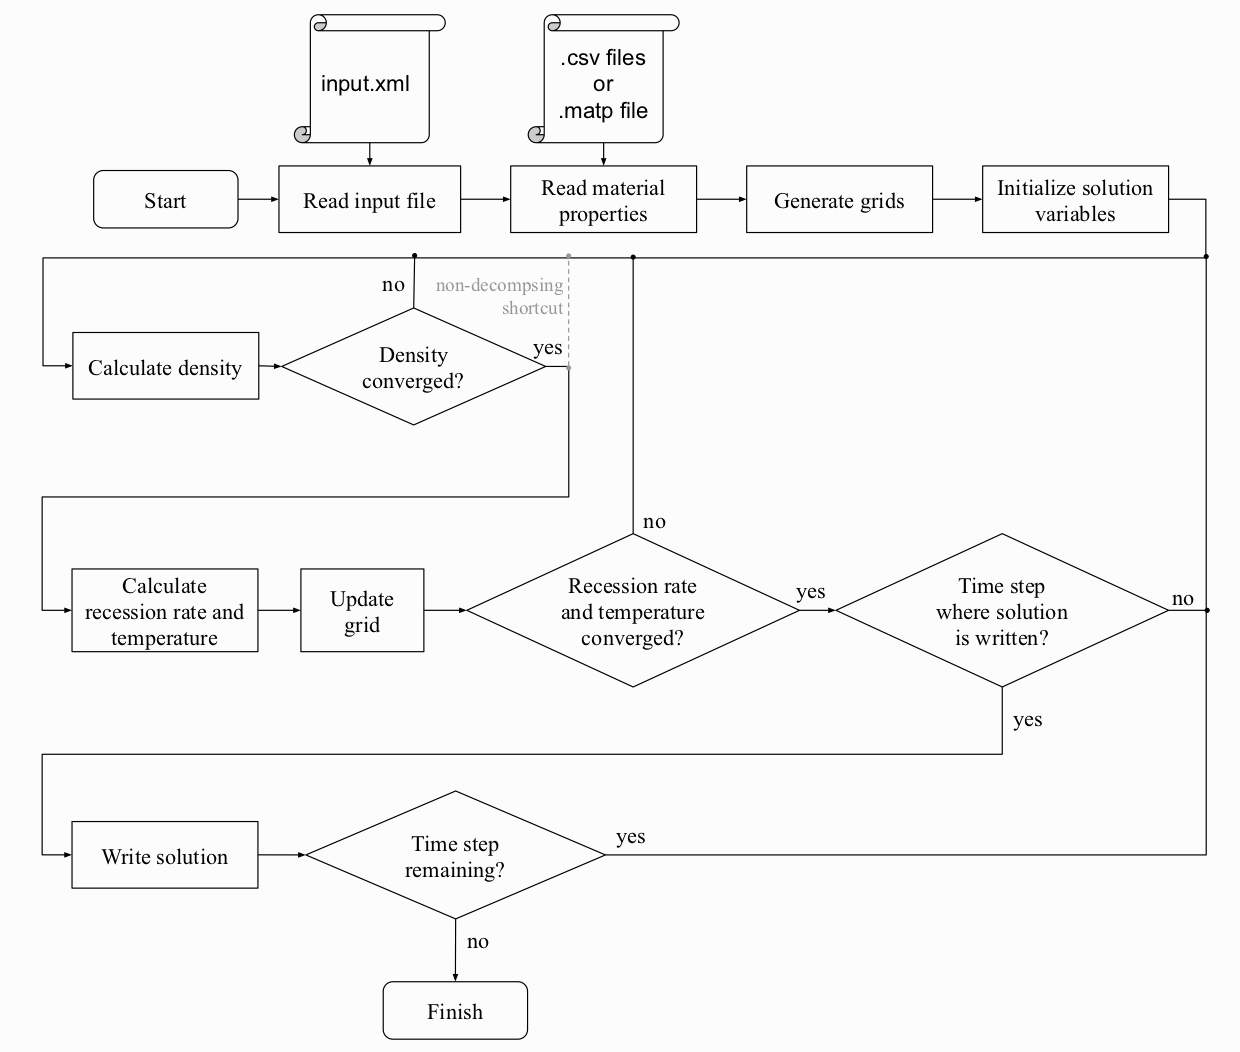 input.xml
.csv files
or
.matp file
Start
Read input file
Read material
properties
Generate grids
Initialize solution
variables
no
non-decompsing
shortcut
yes
Calculate density
Density
converged?
no
Calculate
recession rate and
temperature
Update
grid
Recession rate
and temperature
converged?
yes
Time step
where solution
is written?
no
yes
Write solution
Time step
remaining?
yes
no
Finish